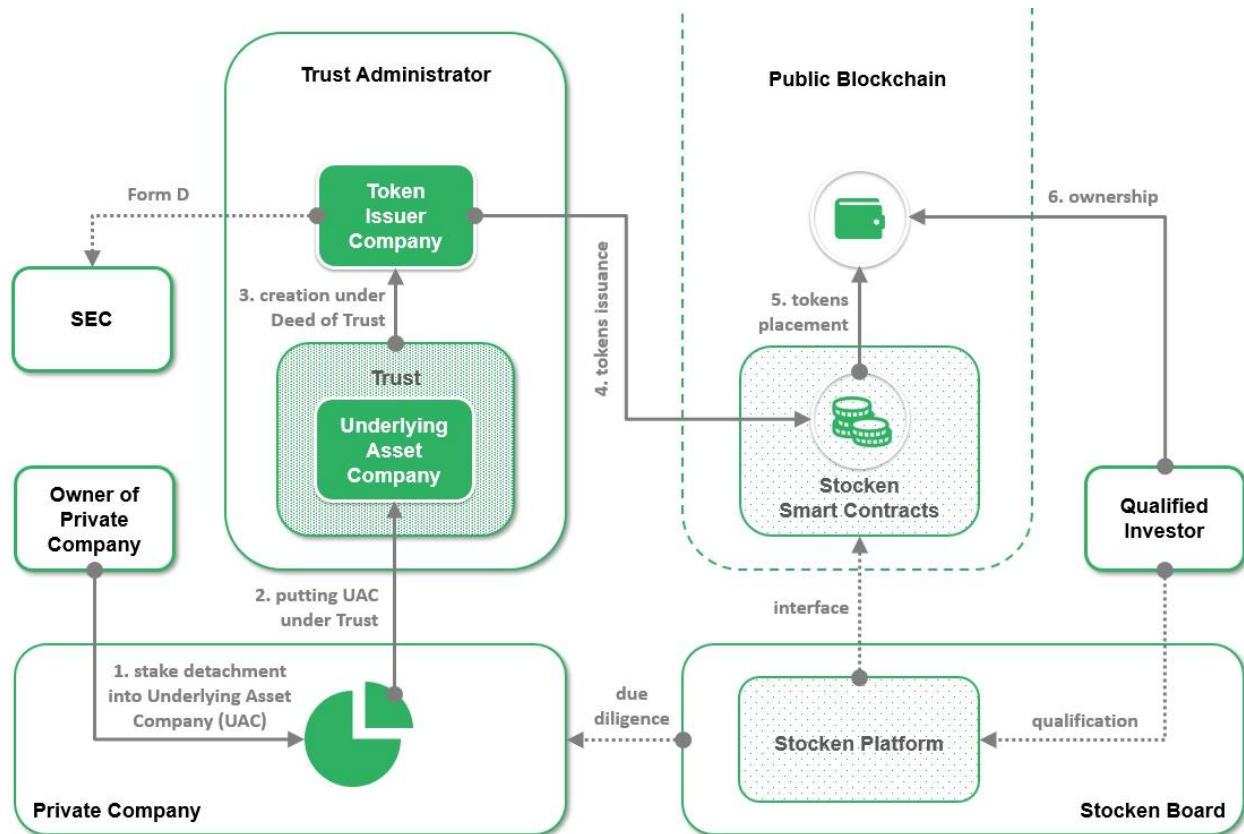 Trust Administrator
Public Blockchain
Form D
Token
Issuer
Company
6. ownership
SEC
3. creation under
Deed of Trust
4. tokens issuance
5. tokens
placement
Trust
Underlying
Asset
Company
Stocken
Smart Contracts
Owner of
Private
Company
Qualified
Investor
2. putting UAC
under Trust
interface
1. stake detachment
into Underlying Asset
Company (UAC)
due
diligence
Stocken Platform
qualification
Private Company
Stocken Board